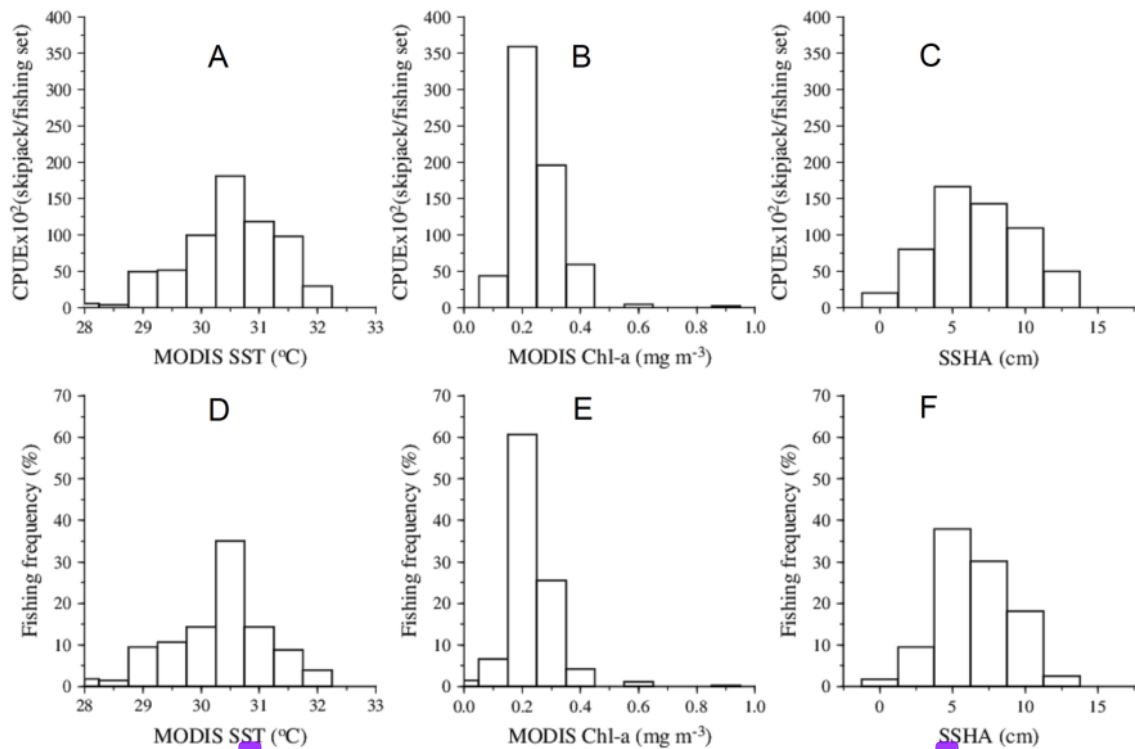 A
B
C
CPUEx10²(skipjack/fishing set)
400
350
300
250
200
150
100
50
0
28 29 30 31 32 33
MODIS SST (°C)
CPUEx10²(skipjack/fishing set)
400
350
300
250
200
150
100
50
0
0.0 0.2 0.4 0.6 0.8 1.0
MODIS Chl-a (mg m⁻³)
CPUEx10²(skipjack/fishing set)
400
350
300
250
200
150
100
50
0
0 5 10 15
SSHA (cm)
D
E
F
Fishing frequency (%)
70
60
50
40
30
20
10
0
28 29 30 31 32 33
MODIS SST (°C)
Fishing frequency (%)
70
60
50
40
30
20
10
0
0.0 0.2 0.4 0.6 0.8 1.0
MODIS Chl-a (mg m⁻³)
Fishing frequency (%)
70
60
50
40
30
20
10
0
0 5 10 15
SSHA (cm)